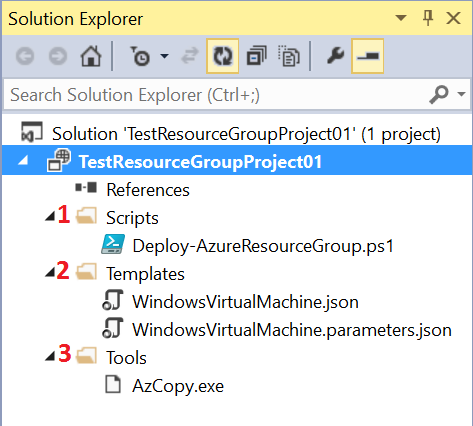 Solution Explorer
Search Solution Explorer (Ctrl+;)
Solution 'TestResourceGroupProject01' (1 project)
TestResourceGroupProject01
References
1 Scripts
Deploy-AzureResourceGroup.ps1
2 Templates
WindowsVirtualMachine.json
WindowsVirtualMachine.parameters.json
3 Tools
AzCopy.exe